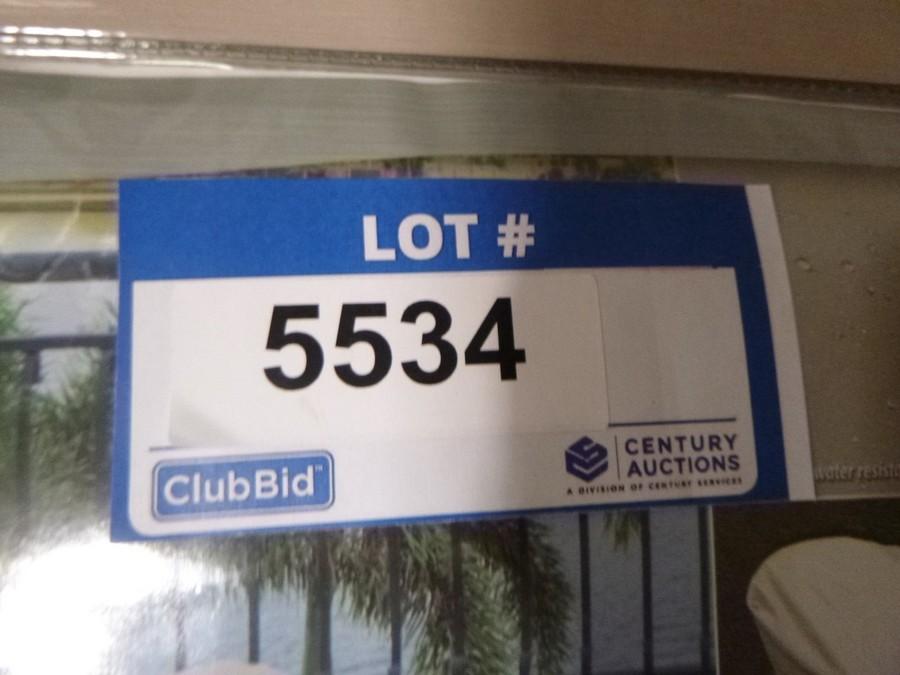 LOT #
5534
ClubBid™
CENTURY
AUCTIONS
A DIVISION OF CENTURY SERVICES
water resist